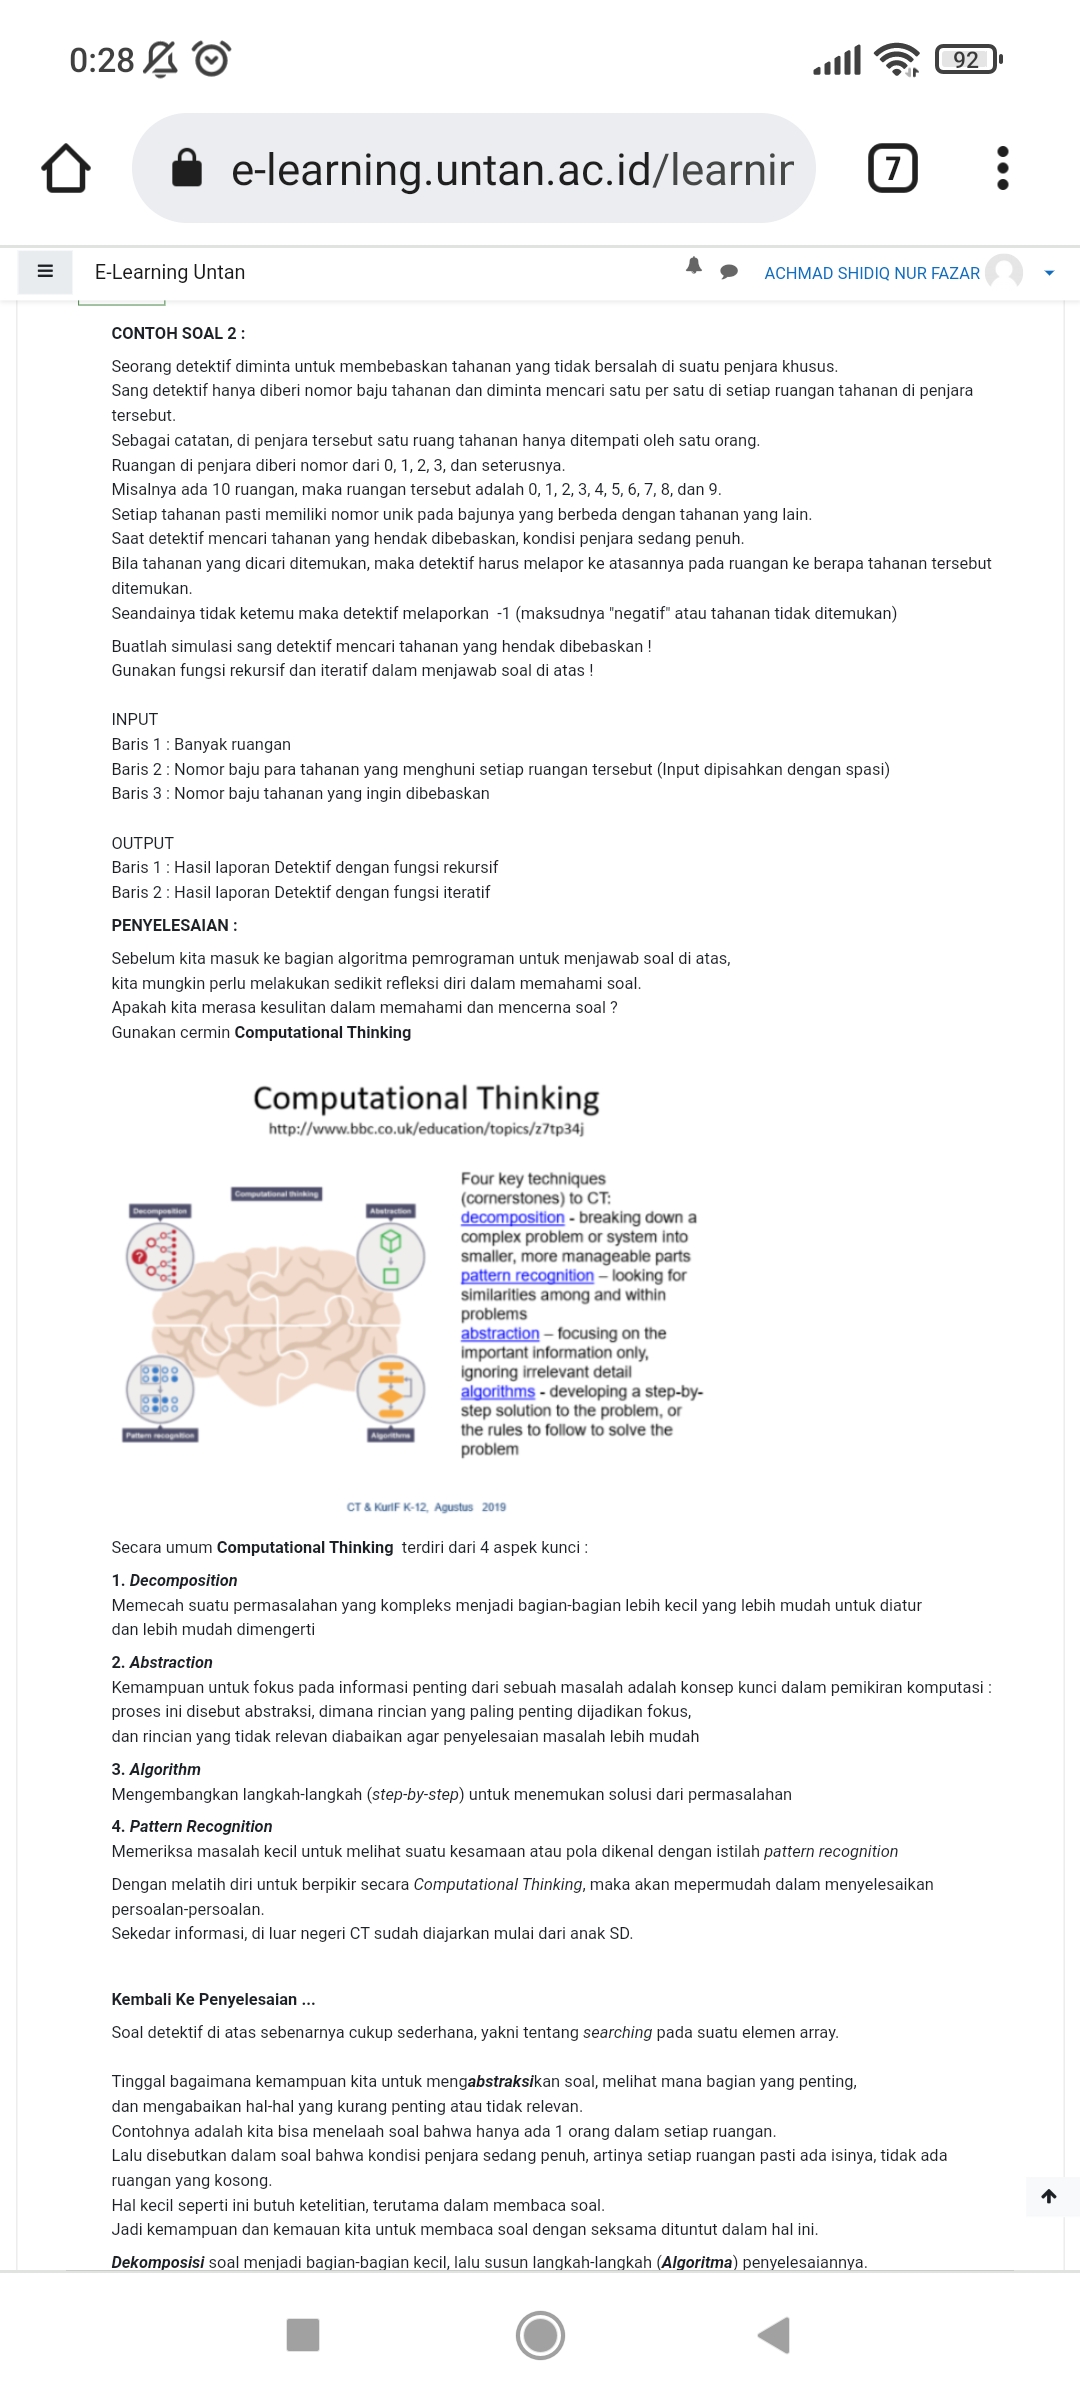 0:28
92
e-learning.untan.ac.id/learnin
7
E-Learning Untan
ACHMAD SHIDIQ NUR FAZAR
CONTOH SOAL 2 :
Seorang detektif diminta untuk membebaskan tahanan yang tidak bersalah di suatu penjara khusus.
Sang detektif hanya diberi nomor baju tahanan dan diminta mencari satu per satu di setiap ruangan tahanan di penjara
tersebut.
Sebagai catatan, di penjara tersebut satu ruang tahanan hanya ditempati oleh satu orang.
Ruangan di penjara diberi nomor dari 0, 1, 2, 3, dan seterusnya.
Misalnya ada 10 ruangan, maka ruangan tersebut adalah 0, 1, 2, 3, 4, 5, 6, 7, 8, dan 9.
Setiap tahanan pasti memiliki nomor unik pada bajunya yang berbeda dengan tahanan yang lain.
Saat detektif mencari tahanan yang hendak dibebaskan, kondisi penjara sedang penuh.
Bila tahanan yang dicari ditemukan, maka detektif harus melapor ke atasannya pada ruangan ke berapa tahanan tersebut
ditemukan.
Seandainya tidak ketemu maka detektif melaporkan -1 (maksudnya "negatif" atau tahanan tidak ditemukan)
Buatlah simulasi sang detektif mencari tahanan yang hendak dibebaskan !
Gunakan fungsi rekursif dan iteratif dalam menjawab soal di atas !
INPUT
Baris 1 : Banyak ruangan
Baris 2 : Nomor baju para tahanan yang menghuni setiap ruangan tersebut (Input dipisahkan dengan spasi)
Baris 3 : Nomor baju tahanan yang ingin dibebaskan
OUTPUT
Baris 1 : Hasil laporan Detektif dengan fungsi rekursif
Baris 2 : Hasil laporan Detektif dengan fungsi iteratif
PENYELESAIAN :
Sebelum kita masuk ke bagian algoritma pemrograman untuk menjawab soal di atas,
kita mungkin perlu melakukan sedikit refleksi diri dalam memahami soal.
Apakah kita merasa kesulitan dalam memahami dan mencerna soal ?
Gunakan cermin Computational Thinking
Computational Thinking
http://www.bbc.co.uk/education/topics/z7tp34j
Computational thinking
Decomposition
Abstraction
Pattern recognition
Algorithms
Four key techniques
(cornerstones) to CT:
decomposition - breaking down a
complex problem or system into
smaller, more manageable parts
pattern recognition – looking for
similarities among and within
problems
abstraction – focusing on the
important information only,
ignoring irrelevant detail
algorithms - developing a step-by-
step solution to the problem, or
the rules to follow to solve the
problem
CT & KurIF K-12, Agustus 2019
Secara umum Computational Thinking terdiri dari 4 aspek kunci :
1. Decomposition
Memecah suatu permasalahan yang kompleks menjadi bagian-bagian lebih kecil yang lebih mudah untuk diatur
dan lebih mudah dimengerti
2. Abstraction
Kemampuan untuk fokus pada informasi penting dari sebuah masalah adalah konsep kunci dalam pemikiran komputasi :
proses ini disebut abstraksi, dimana rincian yang paling penting dijadikan fokus,
dan rincian yang tidak relevan diabaikan agar penyelesaian masalah lebih mudah
3. Algorithm
Mengembangkan langkah-langkah (step-by-step) untuk menemukan solusi dari permasalahan
4. Pattern Recognition
Memeriksa masalah kecil untuk melihat suatu kesamaan atau pola dikenal dengan istilah pattern recognition
Dengan melatih diri untuk berpikir secara Computational Thinking, maka akan mepermudah dalam menyelesaikan
persoalan-persoalan.
Sekedar informasi, di luar negeri CT sudah diajarkan mulai dari anak SD.
Kembali Ke Penyelesaian ...
Soal detektif di atas sebenarnya cukup sederhana, yakni tentang searching pada suatu elemen array.
Tinggal bagaimana kemampuan kita untuk mengabstraksikan soal, melihat mana bagian yang penting,
dan mengabaikan hal-hal yang kurang penting atau tidak relevan.
Contohnya adalah kita bisa menelaah soal bahwa hanya ada 1 orang dalam setiap ruangan.
Lalu disebutkan dalam soal bahwa kondisi penjara sedang penuh, artinya setiap ruangan pasti ada isinya, tidak ada
ruangan yang kosong.
Hal kecil seperti ini butuh ketelitian, terutama dalam membaca soal.
Jadi kemampuan dan kemauan kita untuk membaca soal dengan seksama dituntut dalam hal ini.
Dekomposisi soal menjadi bagian-bagian kecil, lalu susun langkah-langkah (Algoritma) penyelesaiannya.